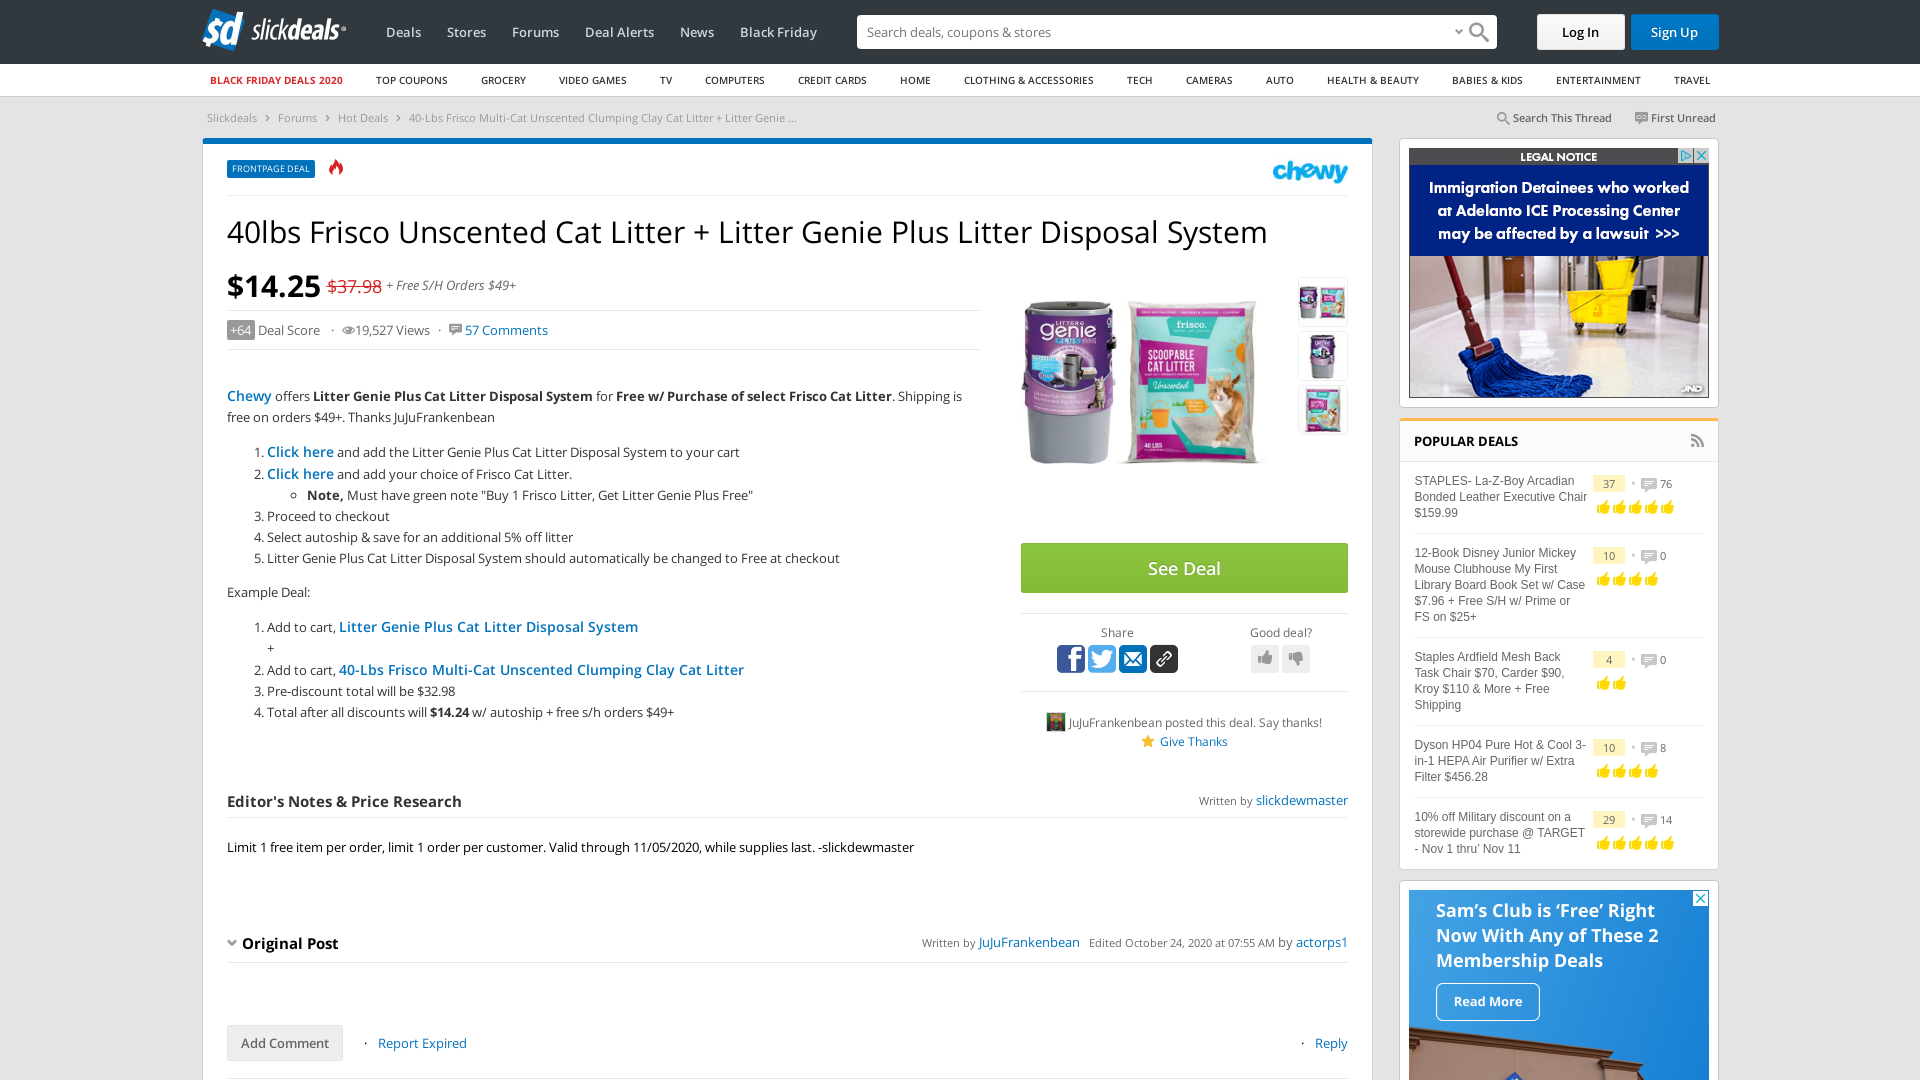 sd slickdeals
Deals Stores Forums Deal Alerts News Black Friday
Search deals, coupons & shops
Log In
Sign Up
BLACK FRIDAY DEALS 2020 TOP COUPONS GROCERY VIDEO GAMES TV COMPUTERS CREDIT CARDS HOME CLOTHING & ACCESSORIES TECH CAMERAS AUTO HEALTH & BEAUTY BABIES & KIDS ENTERTAINMENT TRAVEL
Slickdeals › Forums › Hot Deals › 40-Lbs Frisco Multi-Cat Unscented Clumping Clay Cat Litter + Litter Genie ...
Search This Thread
First Unread
FRONTPAGE DEAL
chewy
40lbs Frisco Unscented Cat Litter + Litter Genie Plus Litter Disposal System
$14.25 $37.98 + Free S/H Orders $49+
+64 Deal Score · 19,527 Views · 57 Comments
Chewy offers Litter Genie Plus Cat Litter Disposal System for Free w/ Purchase of select Frisco Cat Litter. Shipping is
free on orders $49+. Thanks JuJuFrankenbean
1. Click here and add the Litter Genie Plus Cat Litter Disposal System to your cart
2. Click here and add your choice of Frisco Cat Litter.
Note, Must have green note "Buy 1 Frisco Litter, Get Litter Genie Plus Free"
3. Proceed to checkout
4. Select autoship & save for an additional 5% off litter
5. Litter Genie Plus Cat Litter Disposal System should automatically be changed to Free at checkout
Example Deal:
1. Add to cart, Litter Genie Plus Cat Litter Disposal System
+
2. Add to cart, 40-Lbs Frisco Multi-Cat Unscented Clumping Clay Cat Litter
3. Pre-discount total will be $32.98
4. Total after all discounts will $14.24 w/ autoship + free s/h orders $49+
LITTER
genie
PLUS
frisco.
SCOOPABLE
CAT LITTER
Unscented
40 LBS
See Deal
Share
Good deal?
JuJuFrankenbean posted this deal. Say thanks!
Give Thanks
Editor's Notes & Price Research
Written by slickdewmaster
Limit 1 free item per order, limit 1 order per customer. Valid through 11/05/2020, while supplies last. -slickdewmaster
Original Post
Written by JuJuFrankenbean Edited October 24, 2020 at 07:55 AM by actorps1
Add Comment
· Report Expired
· Reply
LEGAL NOTICE
Immigration Detainees who worked
at Adelanto ICE Processing Center
may be affected by a lawsuit >>>
JND
POPULAR DEALS
STAPLES- La-Z-Boy Arcadian
Bonded Leather Executive Chair
$159.99
37 • 76
12-Book Disney Junior Mickey
Mouse Clubhouse My First
Library Board Book Set w/ Case
$7.96 + Free S/H w/ Prime or
FS on $25+
10 • 0
Staples Ardfield Mesh Back
Task Chair $70, Carder $90,
Kroy $110 & More + Free
Shipping
4 • 0
Dyson HP04 Pure Hot & Cool 3-
in-1 HEPA Air Purifier w/ Extra
Filter $456.28
10 • 8
10% off Military discount on a
storewide purchase @ TARGET
- Nov 1 thru' Nov 11
29 • 14
Sam's Club is 'Free' Right
Now With Any of These 2
Membership Deals
Read More